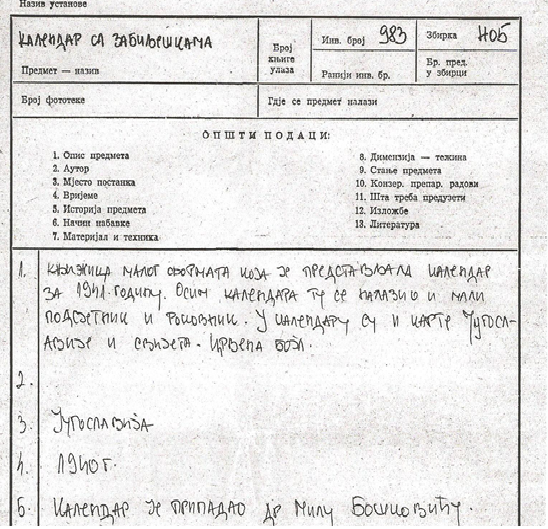 Назив установе
КАЛЕНДАР СА ЗАБИЉЕШКАМА
Предмет — назив
Број књиге улаза
Инв. број 983
Ранији инв. бр.
Збирка НОБ
Бр. пред. у збирци
Број фототеке
Гдје се предмет налази
ОПШТИ ПОДАЦИ:
1. Опис предмета
2. Аутор
3. Мјесто постанка
4. Вријеме
5. Историја предмета
6. Начин набавке
7. Материјал и техника
8. Димензија — тежина
9. Стање предмета
10. Конзер. препар. радови
11. Шта треба предузети
12. Изложбе
13. Литература
1. КЊИЖИЦА МАЛОГ ФОРМАТА КОЈА ЈЕ ПРЕДСТАВЉАЛА КАЛЕНДАР
ЗА 1941. ГОДИНУ. ОСИМ КАЛЕНДАРА ТУ СЕ НАЛАЗИО И МАЛИ
ПОДСЈЕТНИК И РОКОВНИК. У КАЛЕНДАРУ СУ И КАРТЕ ЈУГОСЛ-
АВИЈЕ И СВИЈЕТА. ЦРВЕНА БОЈА.
2.
3. ЈУГОСЛАВИЈА
4. 1940 г.
5. КАЛЕНДАР ЈЕ ПРИПАДАО ДР МИЛУ БОШКОВИЋУ.